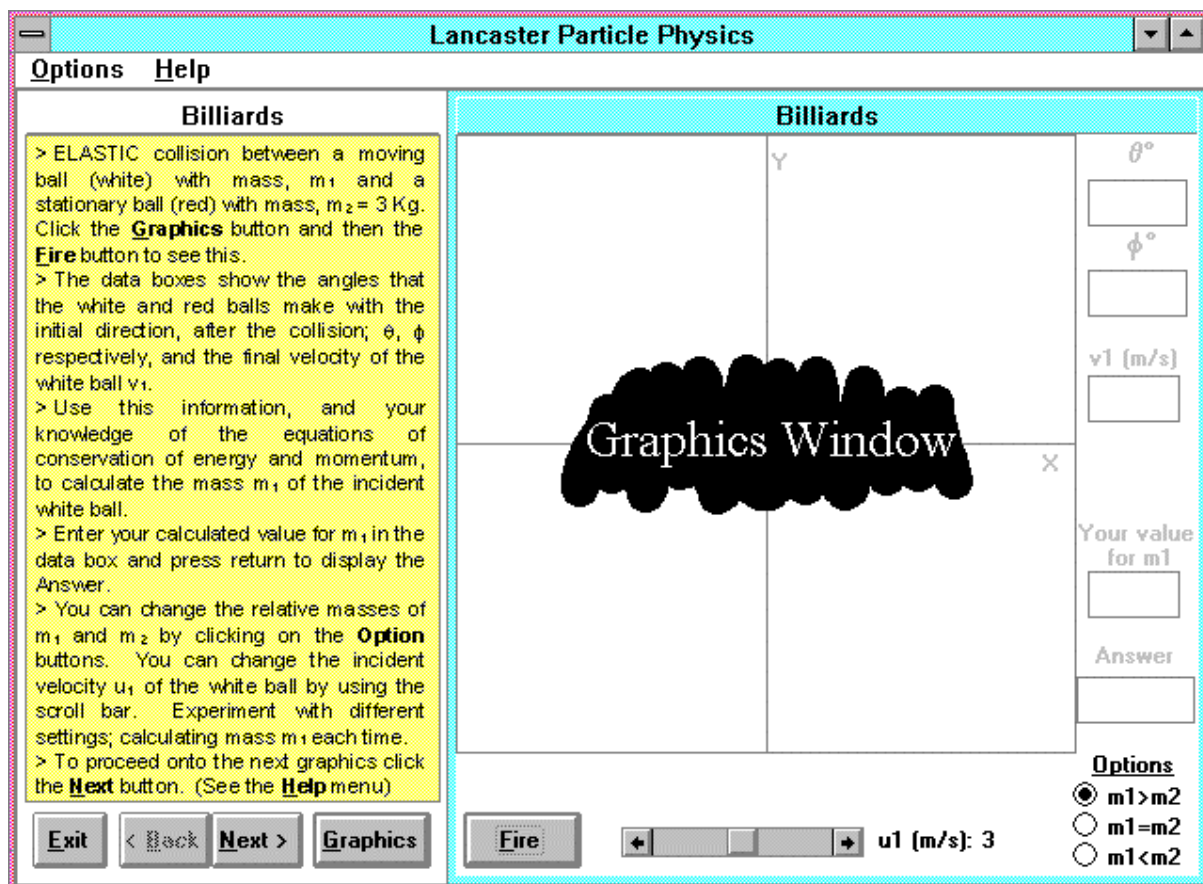 Lancaster Particle Physics
Options Help
Billiards
> ELASTIC collision between a moving
ball (white) with mass, m₁ and a
stationary ball (red) with mass, m₂ = 3 Kg.
Click the Graphics button and then the
Fire button to see this.
> The data boxes show the angles that
the white and red balls make with the
initial direction, after the collision; θ, ϕ
respectively, and the final velocity of the
white ball v₁.
> Use this information, and your
knowledge of the equations of
conservation of energy and momentum,
to calculate the mass m₁ of the incident
white ball.
> Enter your calculated value for m₁ in the
data box and press return to display the
Answer.
> You can change the relative masses of
m₁ and m₂ by clicking on the Option
buttons. You can change the incident
velocity u₁ of the white ball by using the
scroll bar. Experiment with different
settings; calculating mass m₁ each time.
> To proceed onto the next graphics click
the Next button. (See the Help menu)
Exit
< Back
Next >
Graphics
Billiards
Y
X
Graphics Window
θ°
ϕ°
v1 (m/s)
Your value
for m1
Answer
Fire
u1 (m/s): 3
Options
m1>m2
m1=m2
m1<m2